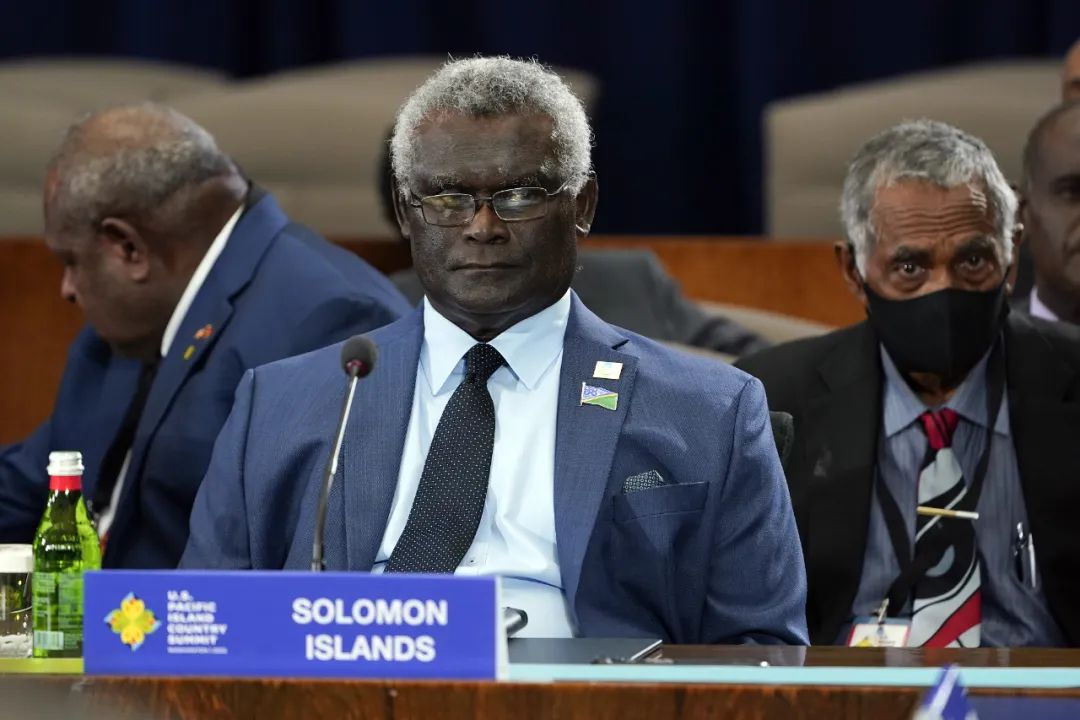 U.S.
PACIFIC
ISLAND
COUNTRY
SUMMIT
SOLOMON
ISLANDS